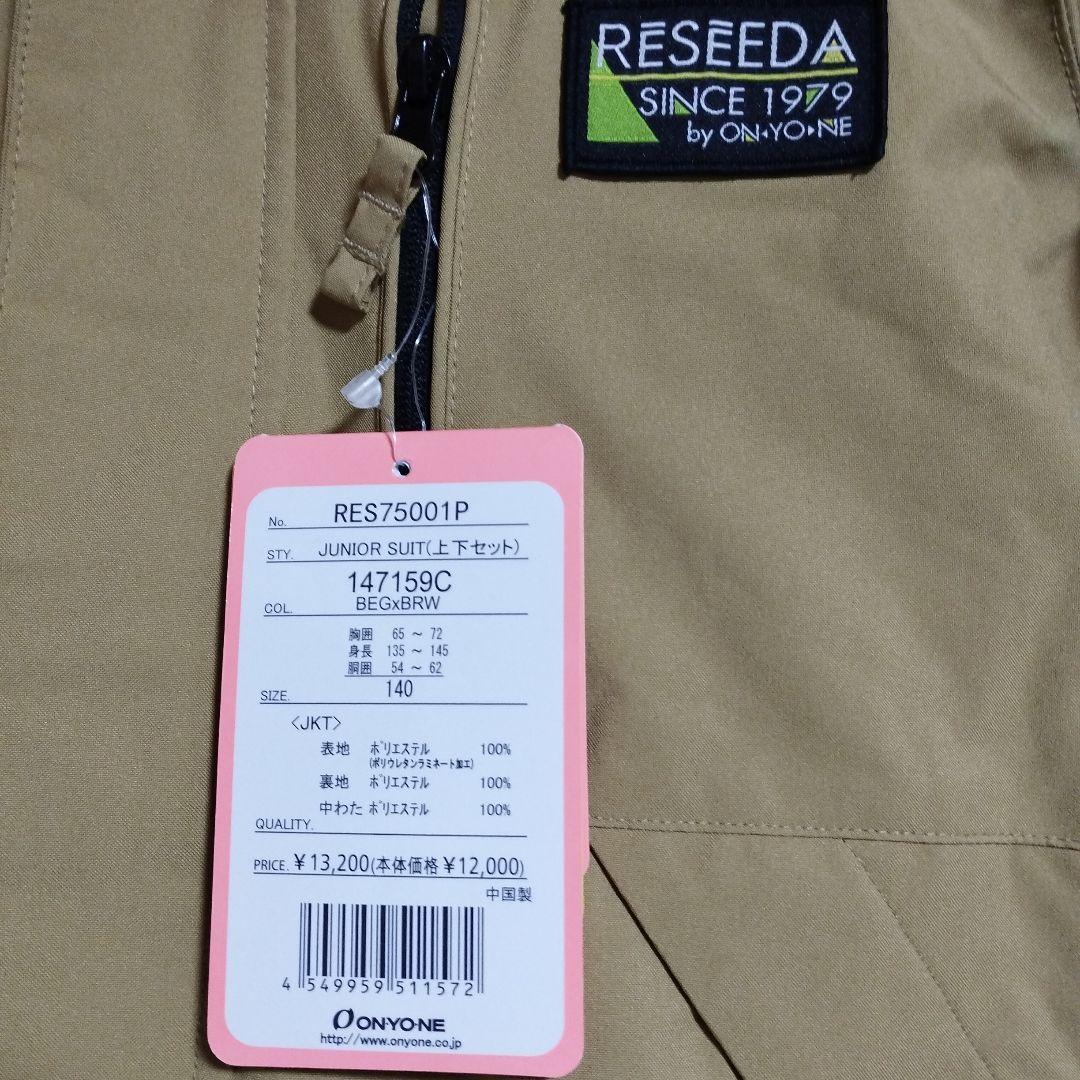 RĒSĒEDA
SINCE 1979
by ON•YO•NE
No. RES75001P
STY. JUNIOR SUIT(上下セット)
147159C
COL. BEGxBRW
胸囲 65 ～ 72
身長 135 ～ 145
胴囲 54 ～ 62
SIZE. 140
<JKT>
表地 ﾎﾟﾘｴｽﾃﾙ 100%
(ﾎﾟﾘｳﾚﾀﾝﾗﾐﾈｰﾄ加工)
裏地 ﾎﾟﾘｴｽﾃﾙ 100%
中わた ﾎﾟﾘｴｽﾃﾙ 100%
QUALITY.
PRICE. ¥13,200(本体価格¥12,000)
中国製
4 549959 511572
ON•YO•NE
http://www.onyone.co.jp